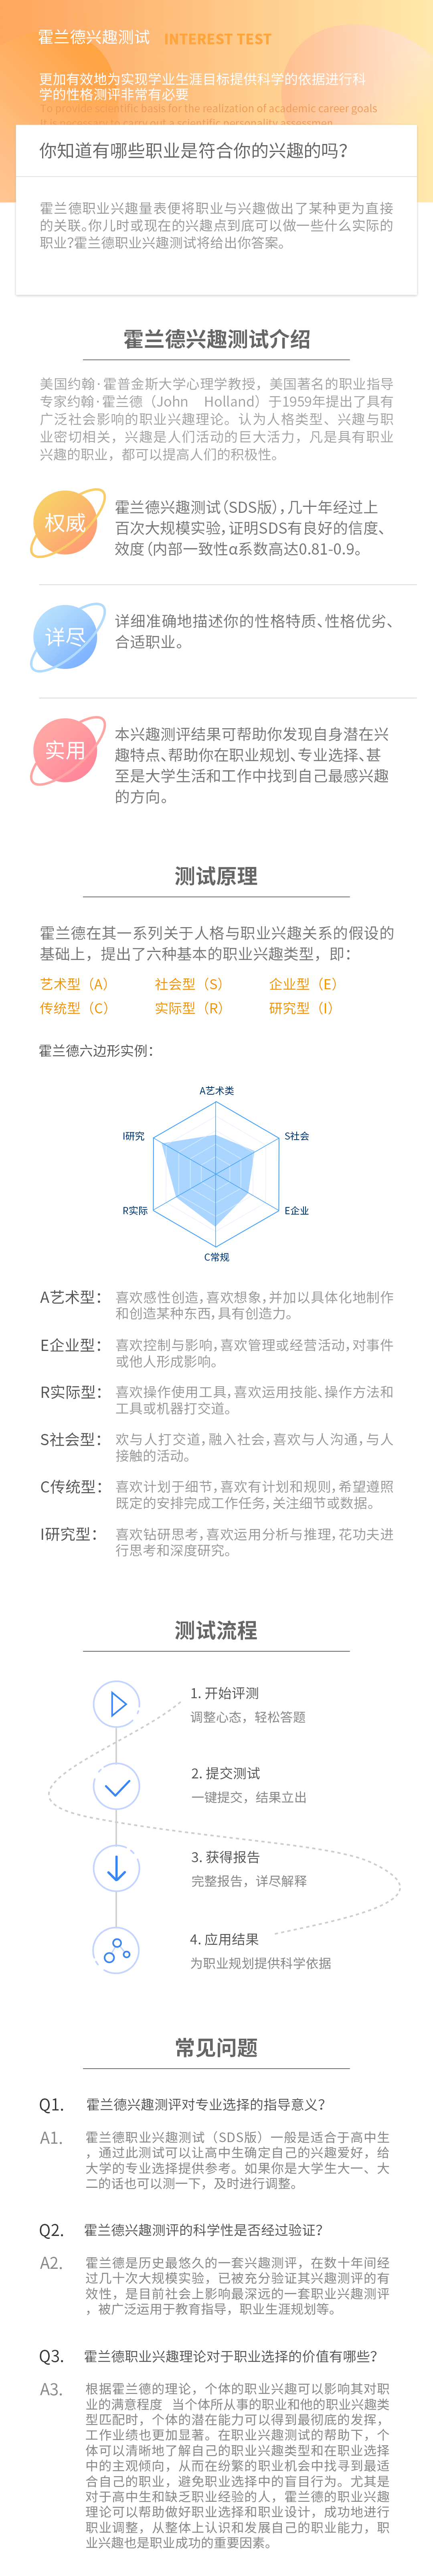 霍兰德兴趣测试 INTEREST TEST
更加有效地为实现学业生涯目标提供科学的依据进行科
学的性格测评非常有必要
To provide scientific basis for the realization of academic career goals
It is necessary to carry out a scientific personality assessmen
你知道有哪些职业是符合你的兴趣的吗？
霍兰德职业兴趣量表便将职业与兴趣做出了某种更为直接
的关联。你儿时或现在的兴趣点到底可以做一些什么实际的
职业？霍兰德职业兴趣测试将给出你答案。
霍兰德兴趣测试介绍
美国约翰·霍普金斯大学心理学教授，美国著名的职业指导
专家约翰·霍兰德（John Holland）于1959年提出了具有
广泛社会影响的职业兴趣理论。认为人格类型、兴趣与职
业密切相关，兴趣是人们活动的巨大活力，凡是具有职业
兴趣的职业，都可以提高人们的积极性。
权威
霍兰德兴趣测试（SDS版），几十年经过上
百次大规模实验，证明SDS有良好的信度、
效度（内部一致性α系数高达0.81-0.9。
详尽
详细准确地描述你的性格特质、性格优劣、
合适职业。
实用
本兴趣测评结果可帮助你发现自身潜在兴
趣特点、帮助你在职业规划、专业选择、甚
至是大学生活和工作中找到自己最感兴趣
的方向。
测试原理
霍兰德在其一系列关于人格与职业兴趣关系的假设的
基础上，提出了六种基本的职业兴趣类型，即：
艺术型（A） 社会型（S） 企业型（E）
传统型（C） 实际型（R） 研究型（I）
霍兰德六边形实例：
A艺术类
I研究 S社会
R实际 E企业
C常规
A艺术型： 喜欢感性创造，喜欢想象，并加以具体化地制作
和创造某种东西，具有创造力。
E企业型： 喜欢控制与影响，喜欢管理或经营活动，对事件
或他人形成影响。
R实际型： 喜欢操作使用工具，喜欢运用技能、操作方法和
工具或机器打交道。
S社会型： 欢与人打交道，融入社会，喜欢与人沟通，与人
接触的活动。
C传统型： 喜欢计划于细节，喜欢有计划和规则，希望遵照
既定的安排完成工作任务，关注细节或数据。
I研究型： 喜欢钻研思考，喜欢运用分析与推理，花功夫进
行思考和深度研究。
测试流程
1. 开始评测
调整心态，轻松答题
2. 提交测试
一键提交，结果立出
3. 获得报告
完整报告，详尽解释
4. 应用结果
为职业规划提供科学依据
常见问题
Q1. 霍兰德兴趣测评对专业选择的指导意义？
A1. 霍兰德职业兴趣测试（SDS版）一般是适合于高中生
，通过此测试可以让高中生确定自己的兴趣爱好，给
大学的专业选择提供参考。如果你是大学生大一、大
二的话也可以测一下，及时进行调整。
Q2. 霍兰德兴趣测评的科学性是否经过验证？
A2. 霍兰德是历史最悠久的一套兴趣测评，在数十年间经
过几十次大规模实验，已被充分验证其兴趣测评的有
效性，是目前社会上影响最深远的一套职业兴趣测评
，被广泛运用于教育指导，职业生涯规划等。
Q3. 霍兰德职业兴趣理论对于职业选择的价值有哪些？
A3. 根据霍兰德的理论，个体的职业兴趣可以影响其对职
业的满意程度 当个体所从事的职业和他的职业兴趣类
型匹配时，个体的潜在能力可以得到最彻底的发挥，
工作业绩也更加显著。在职业兴趣测试的帮助下，个
体可以清晰地了解自己的职业兴趣类型和在职业选择
中的主观倾向，从而在纷繁的职业机会中找寻到最适
合自己的职业，避免职业选择中的盲目行为。尤其是
对于高中生和缺乏职业经验的人，霍兰德的职业兴趣
理论可以帮助做好职业选择和职业设计，成功地进行
职业调整，从整体上认识和发展自己的职业能力，职
业兴趣也是职业成功的重要因素。